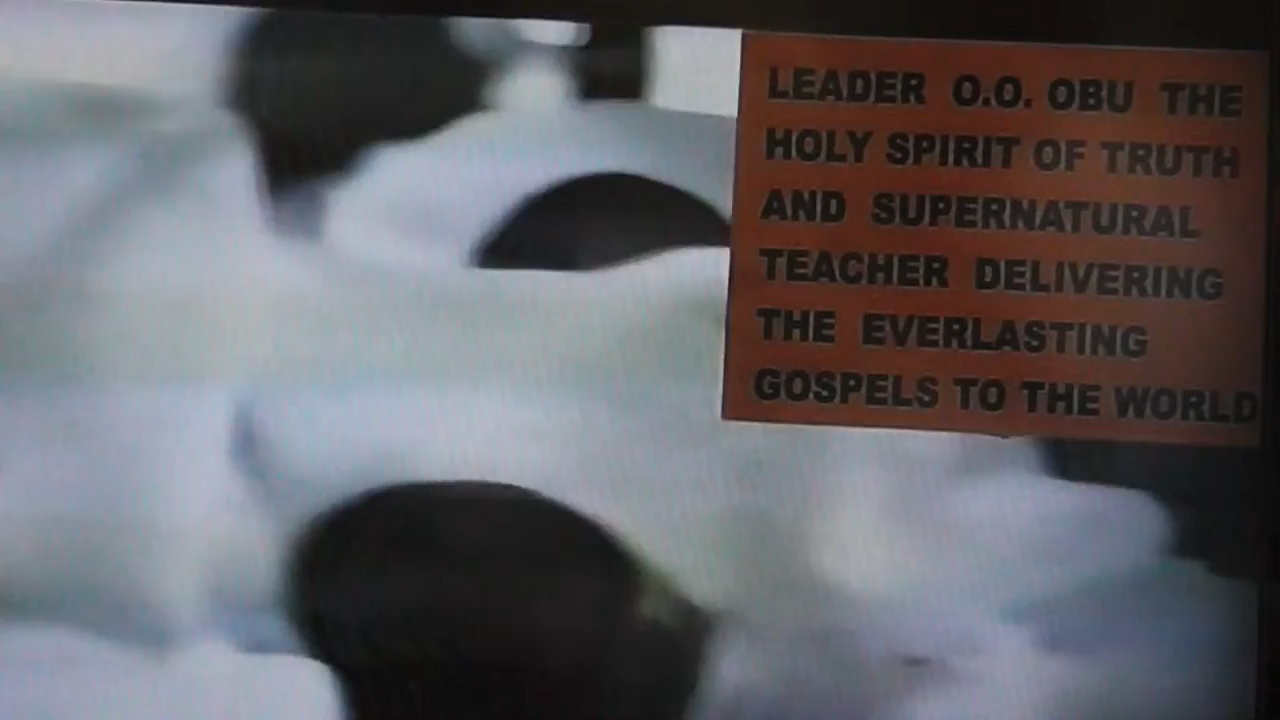 LEADER O.O. OBU THE
HOLY SPIRIT OF TRUTH
AND SUPERNATURAL
TEACHER DELIVERING
THE EVERLASTING
GOSPELS TO THE WORLD